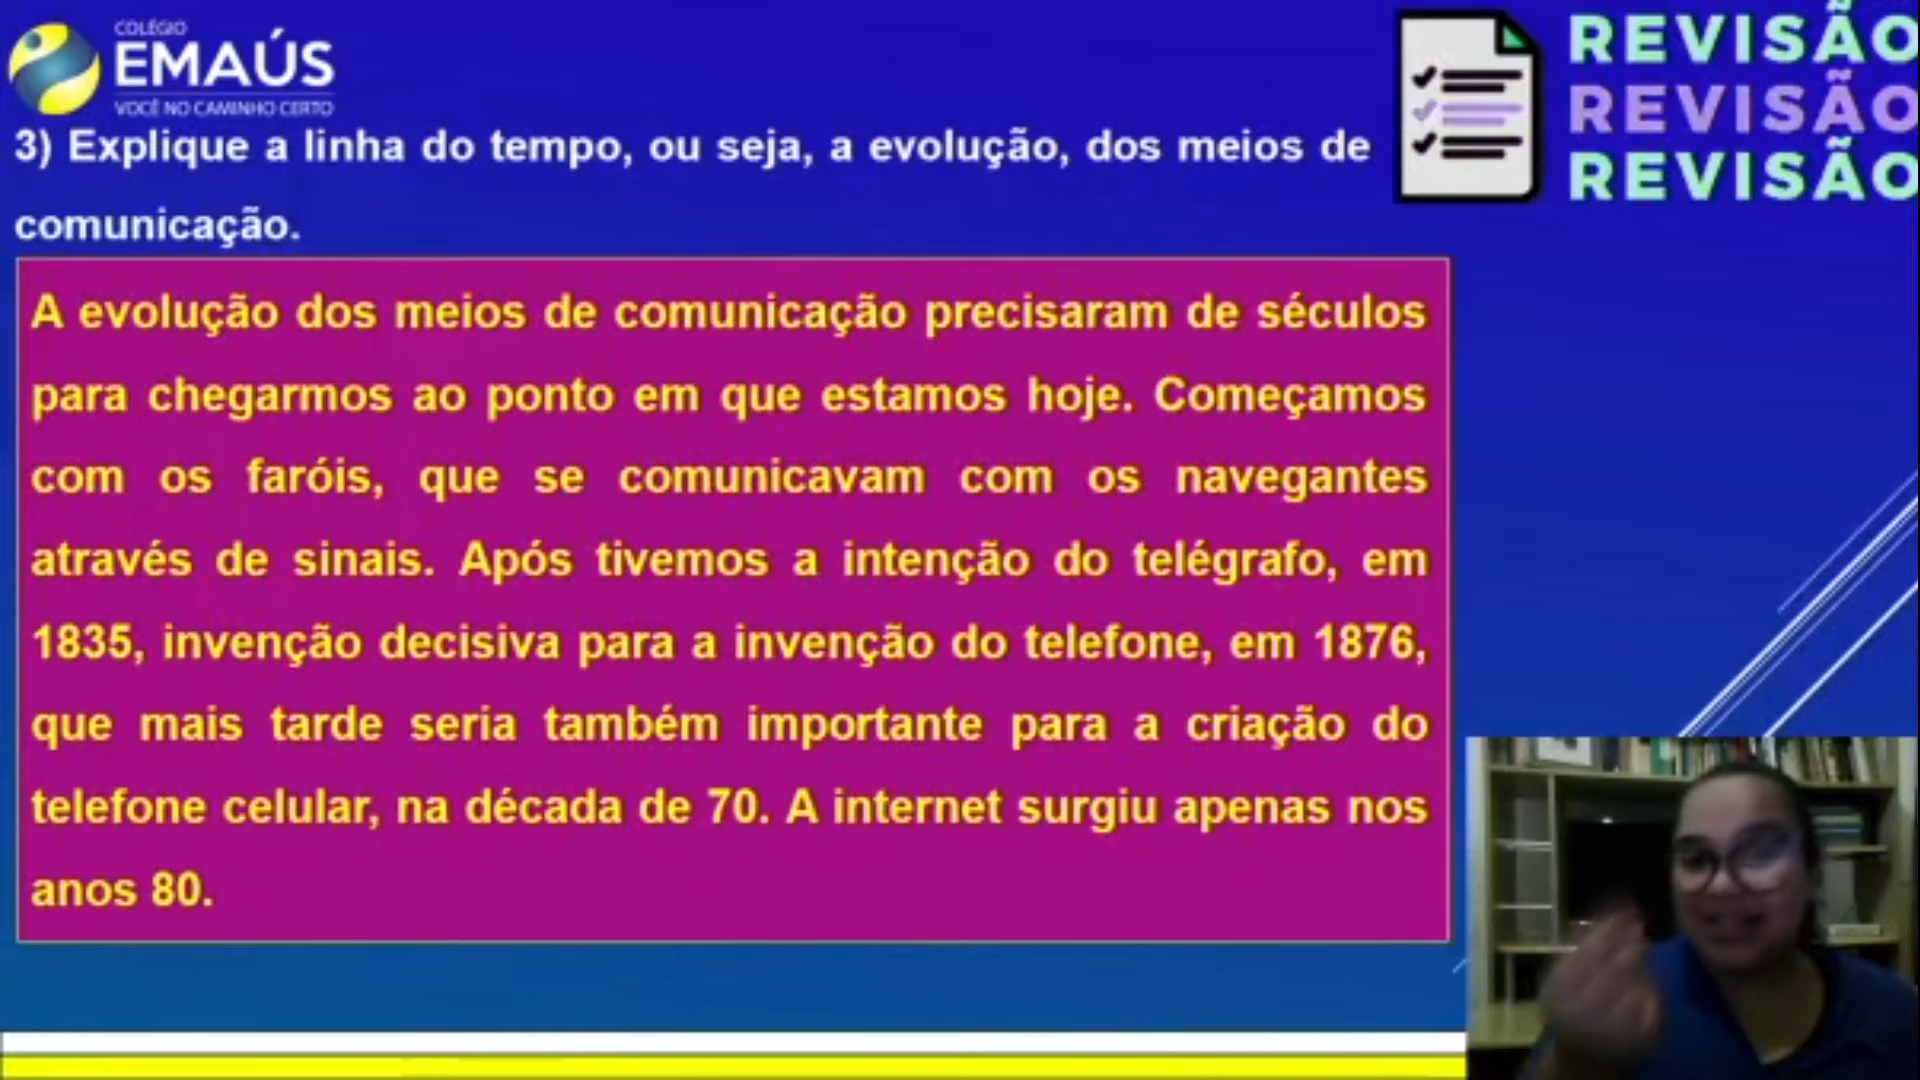 COLÉGIO
EMAÚS
VOCÊ NO CAMINHO CERTO
REVISÃO
REVISÃO
REVISÃO
3) Explique a linha do tempo, ou seja, a evolução, dos meios de
comunicação.
A evolução dos meios de comunicação precisaram de séculos
para chegarmos ao ponto em que estamos hoje. Começamos
com os faróis, que se comunicavam com os navegantes
através de sinais. Após tivemos a intenção do telégrafo, em
1835, invenção decisiva para a invenção do telefone, em 1876,
que mais tarde seria também importante para a criação do
telefone celular, na década de 70. A internet surgiu apenas nos
anos 80.